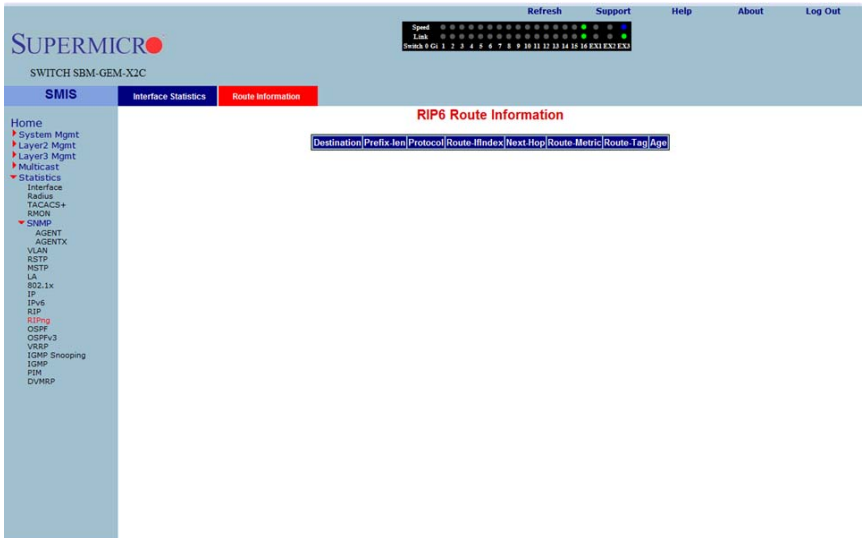 Refresh Support Help About Log Out
SUPERMICRO
SWITCH SBM-GEM-X2C
Speed
Link
Switch 0 Gi 1 2 3 4 5 6 7 8 9 10 11 12 13 14 15 16 EX1 EX2 EX3
SMIS
Interface Statistics
Route Information
Home
System Mgmt
Layer2 Mgmt
Layer3 Mgmt
Multicast
Statistics
Interface
Radius
TACACS+
RMON
SNMP
AGENT
AGENTX
VLAN
RSTP
MSTP
LA
802.1x
IP
IPv6
RIP
RIPng
OSPF
OSPFv3
VRRP
IGMP Snooping
IGMP
PIM
DVMRP
RIP6 Route Information
Destination Prefix-len Protocol Route-IfIndex Next-Hop Route-Metric Route-Tag Age